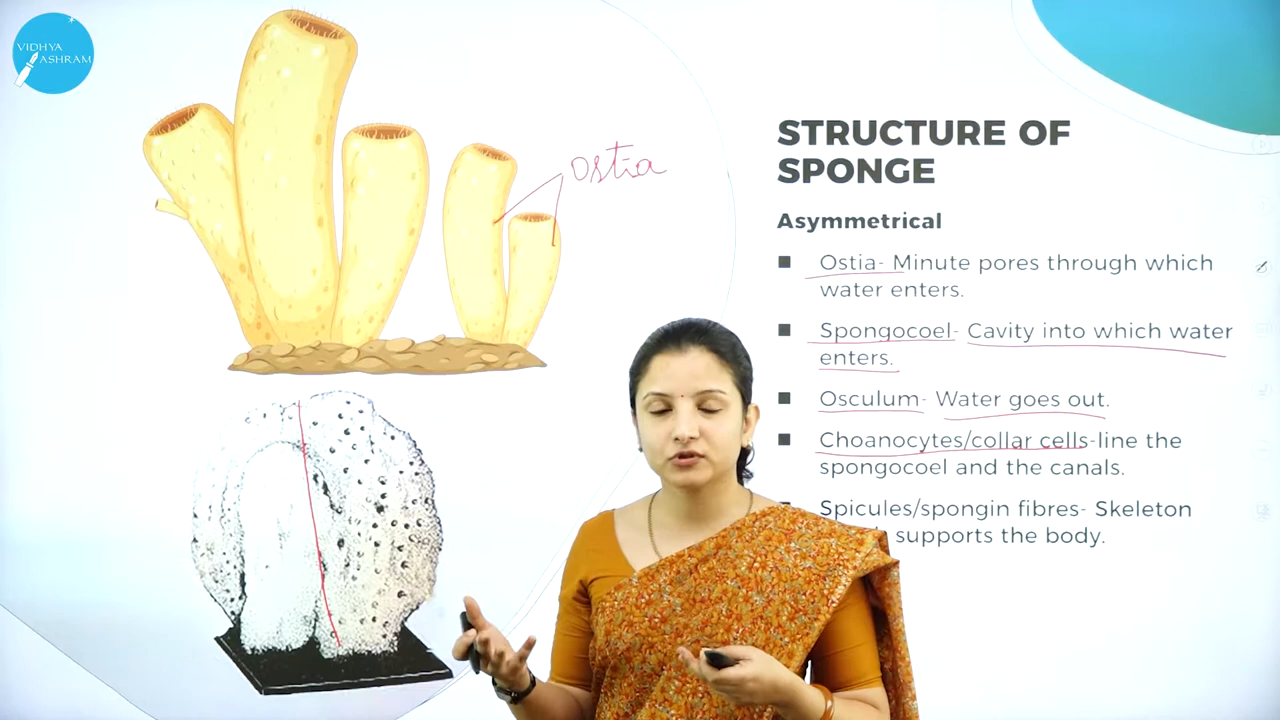 VIDHYA
ASHRAM
Ostia
STRUCTURE OF
SPONGE
Asymmetrical
Ostia- Minute pores through which
water enters.
Spongocoel- Cavity into which water
enters.
Osculum- Water goes out.
Choanocytes/collar cells-line the
spongocoel and the canals.
Spicules/spongin fibres- Skeleton
supports the body.